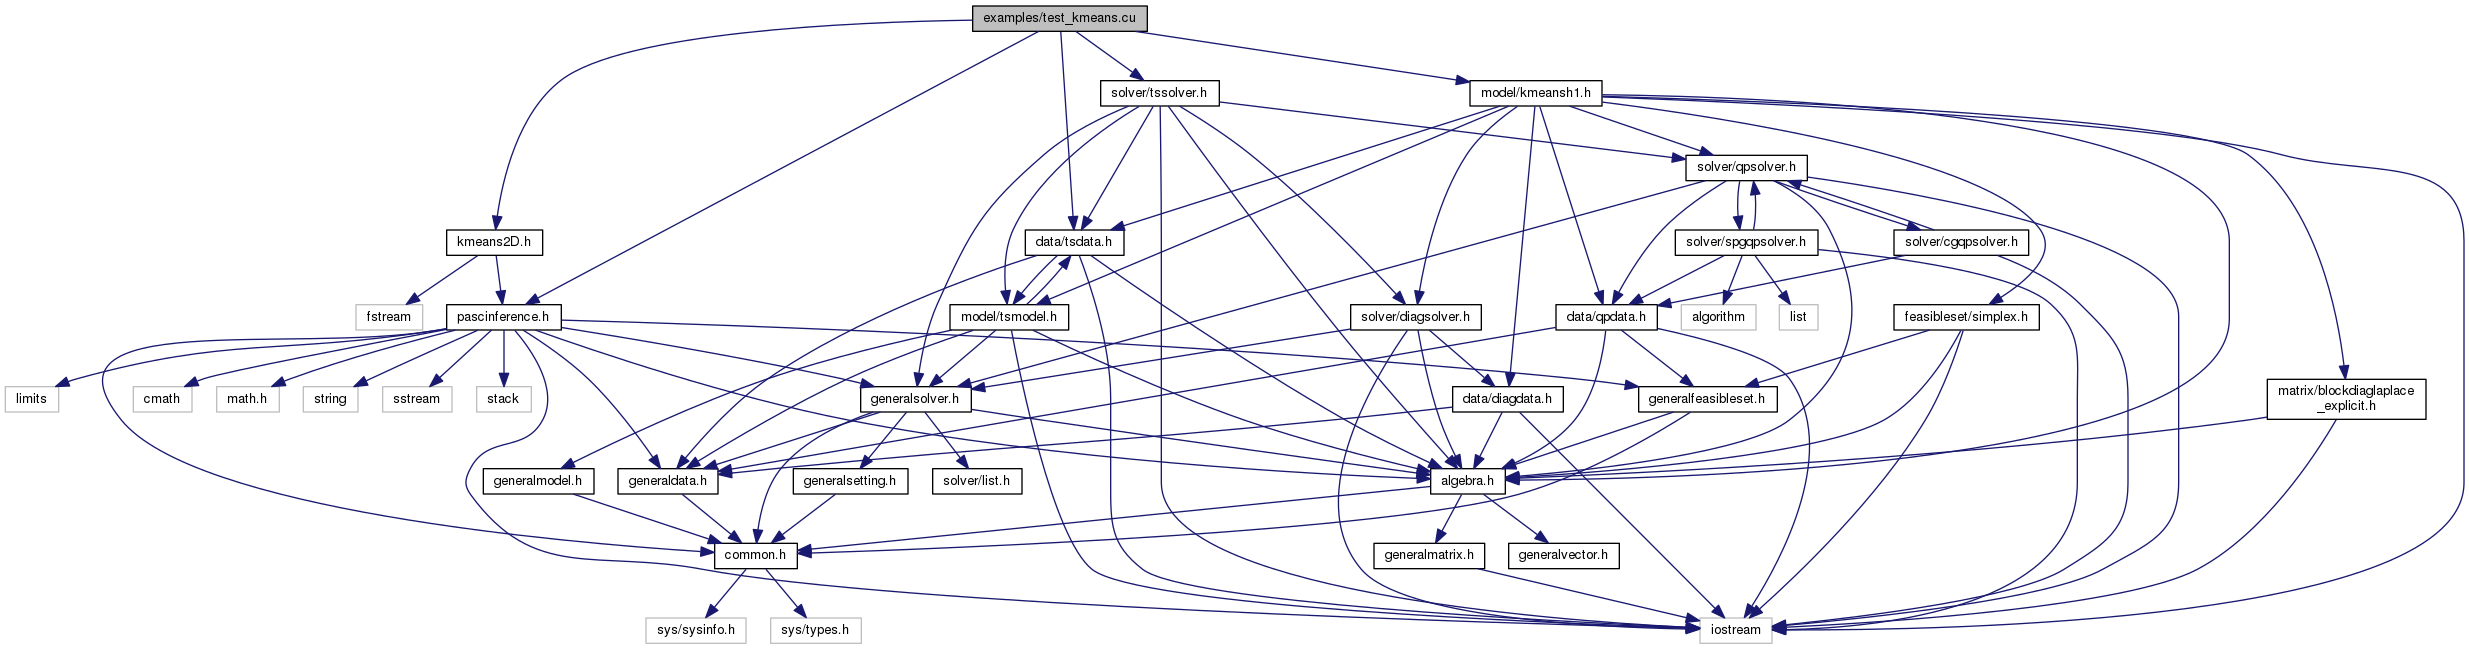 examples/test_kmeans.cu
solver/tssolver.h
model/kmeansh1.h
solver/qpsolver.h
kmeans2D.h
data/tsdata.h
solver/spgqpsolver.h
solver/cgqpsolver.h
fstream
pascinference.h
model/tsmodel.h
solver/diagsolver.h
data/qpdata.h
algorithm
list
feasibleset/simplex.h
limits
cmath
math.h
string
sstream
stack
generalsolver.h
data/diagdata.h
generalfeasibleset.h
matrix/blockdiaglaplace
_explicit.h
generalmodel.h
generaldata.h
generalsetting.h
solver/list.h
algebra.h
common.h
generalmatrix.h
generalvector.h
sys/sysinfo.h
sys/types.h
iostream